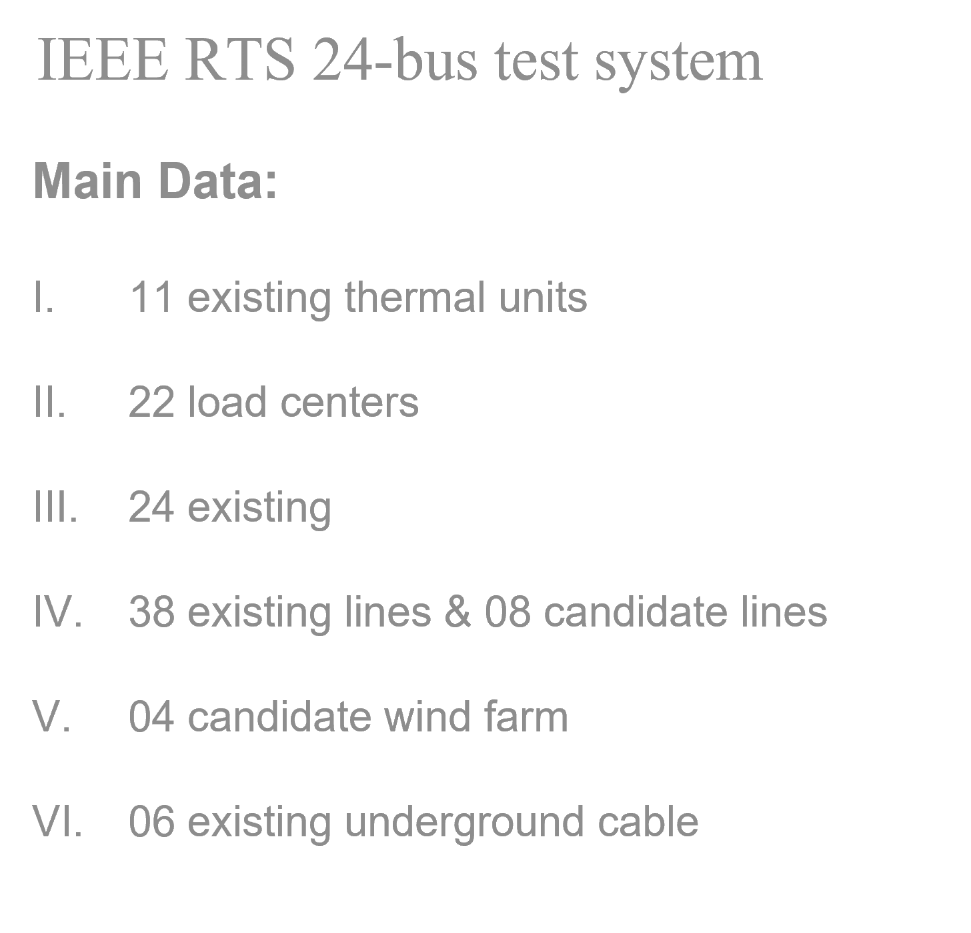 IEEE RTS 24-bus test system
Main Data:
I. 11 existing thermal units
II. 22 load centers
III. 24 existing
IV. 38 existing lines & 08 candidate lines
V. 04 candidate wind farm
VI. 06 existing underground cable